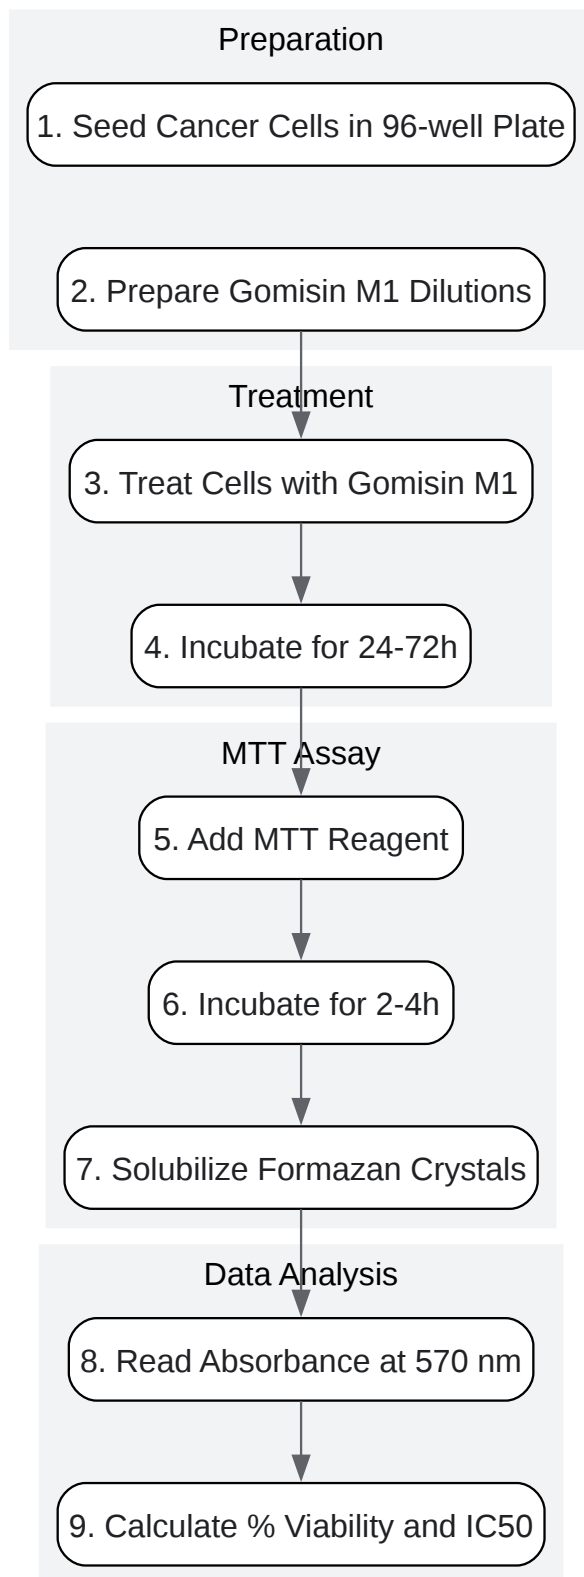 Preparation
1. Seed Cancer Cells in 96-well Plate
2. Prepare Gomisin M1 Dilutions
Treatment
3. Treat Cells with Gomisin M1
4. Incubate for 24-72h
MTT Assay
5. Add MTT Reagent
6. Incubate for 2-4h
7. Solubilize Formazan Crystals
Data Analysis
8. Read Absorbance at 570 nm
9. Calculate % Viability and IC50